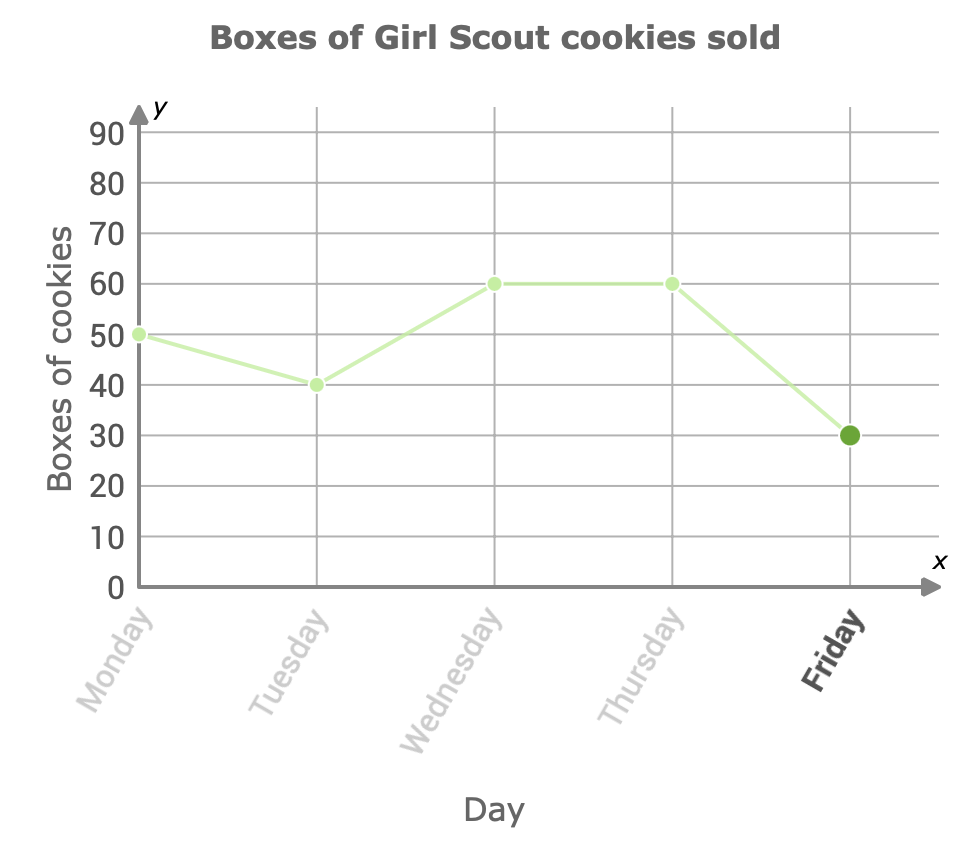 Boxes of Girl Scout cookies sold
y
90
80
70
60
50
40
30
20
10
0
Boxes of cookies
x
Monday
Tuesday
Wednesday
Thursday
Friday
Day